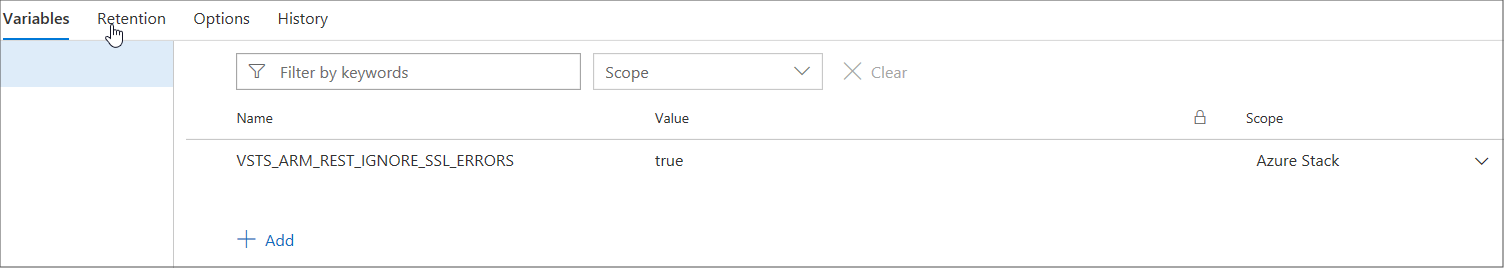 Variables Retention Options History
Filter by keywords Scope Clear
Name Value Scope
VSTS_ARM_REST_IGNORE_SSL_ERRORS true Azure Stack
Add